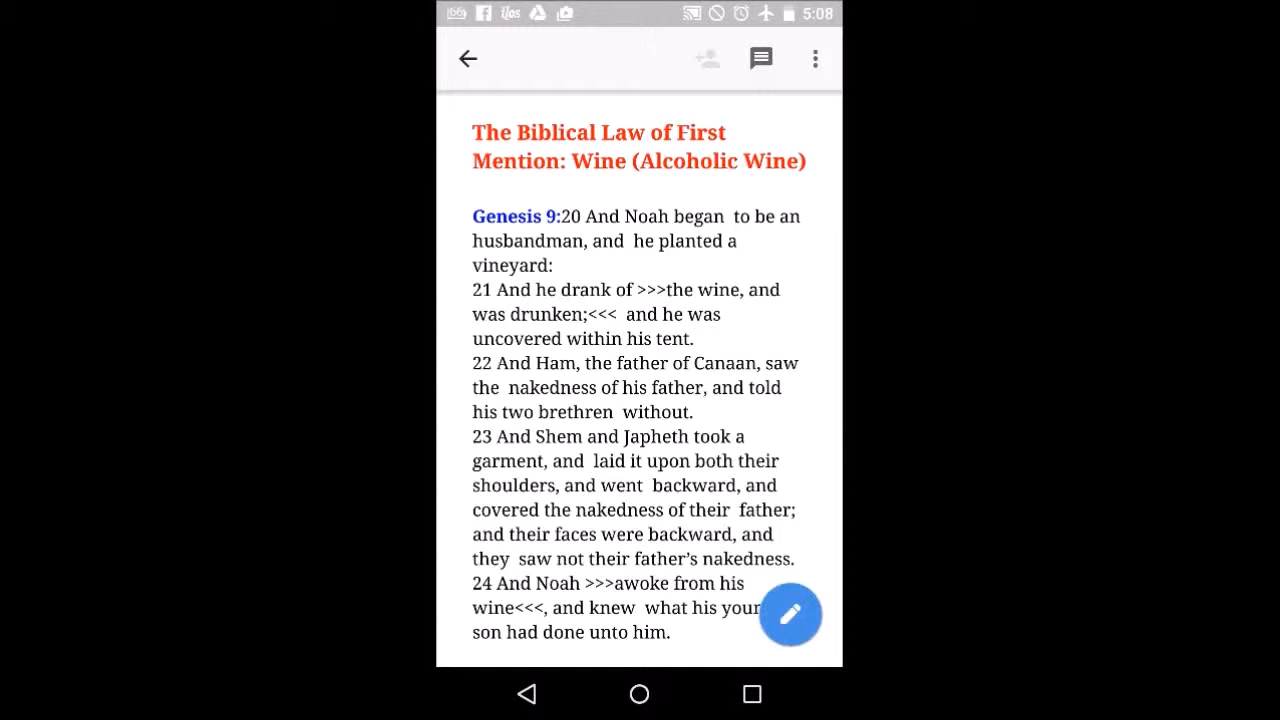 66
5:08
The Biblical Law of First
Mention: Wine (Alcoholic Wine)
Genesis 9:20 And Noah began  to be an
husbandman, and  he planted a
vineyard:
21 And he drank of >>>the wine, and
was drunken;<<<  and he was
uncovered within his tent.
22 And Ham, the father of Canaan, saw
the  nakedness of his father, and told
his two brethren  without.
23 And Shem and Japheth took a
garment, and  laid it upon both their
shoulders, and went  backward, and
covered the nakedness of their  father;
and their faces were backward, and
they  saw not their father’s nakedness.
24 And Noah >>>awoke from his
wine<<<, and knew  what his
son had done unto him.